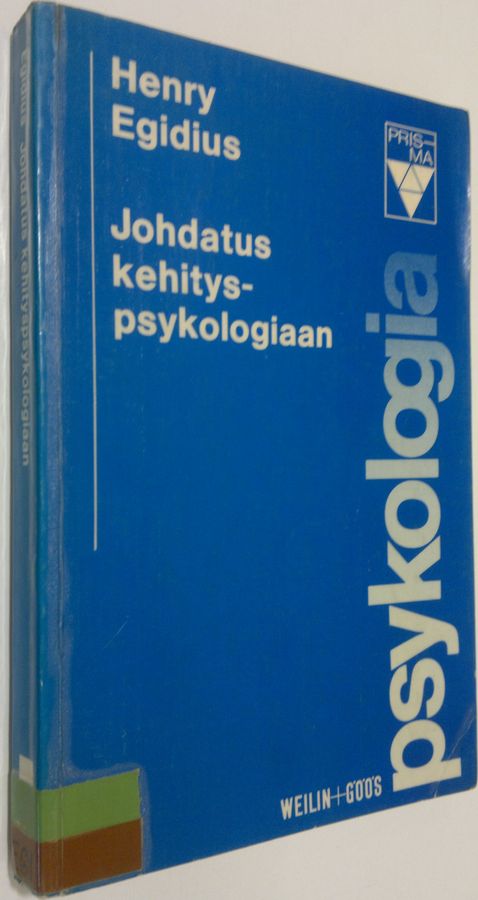 Henry
Egidius
Johdatus
kehitys-
psykologiaan
PRIS-
MA
psykologia
WEILIN+GÖÖS
Egidius Johdatus kehityspsykologiaan